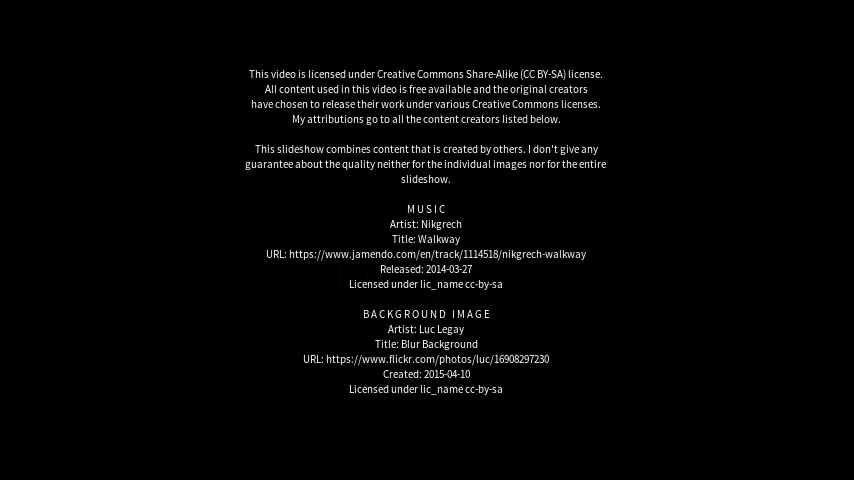 This video is licensed under Creative Commons Share-Alike (CC BY-SA) license.
All content used in this video is free available and the original creators
have chosen to release their work under various Creative Commons licenses.
My attributions go to all the content creators listed below.
This slideshow combines content that is created by others. I don't give any
guarantee about the quality neither for the individual images nor for the entire
slideshow.
MUSIC
Artist: Nikgrech
Title: Walkway
URL: https://www.jamendo.com/en/track/1114518/nikgrech-walkway
Released: 2014-03-27
Licensed under lic_name cc-by-sa
BACKGROUND IMAGE
Artist: Luc Legay
Title: Blur Background
URL: https://www.flickr.com/photos/luc/16908297230
Created: 2015-04-10
Licensed under lic_name cc-by-sa